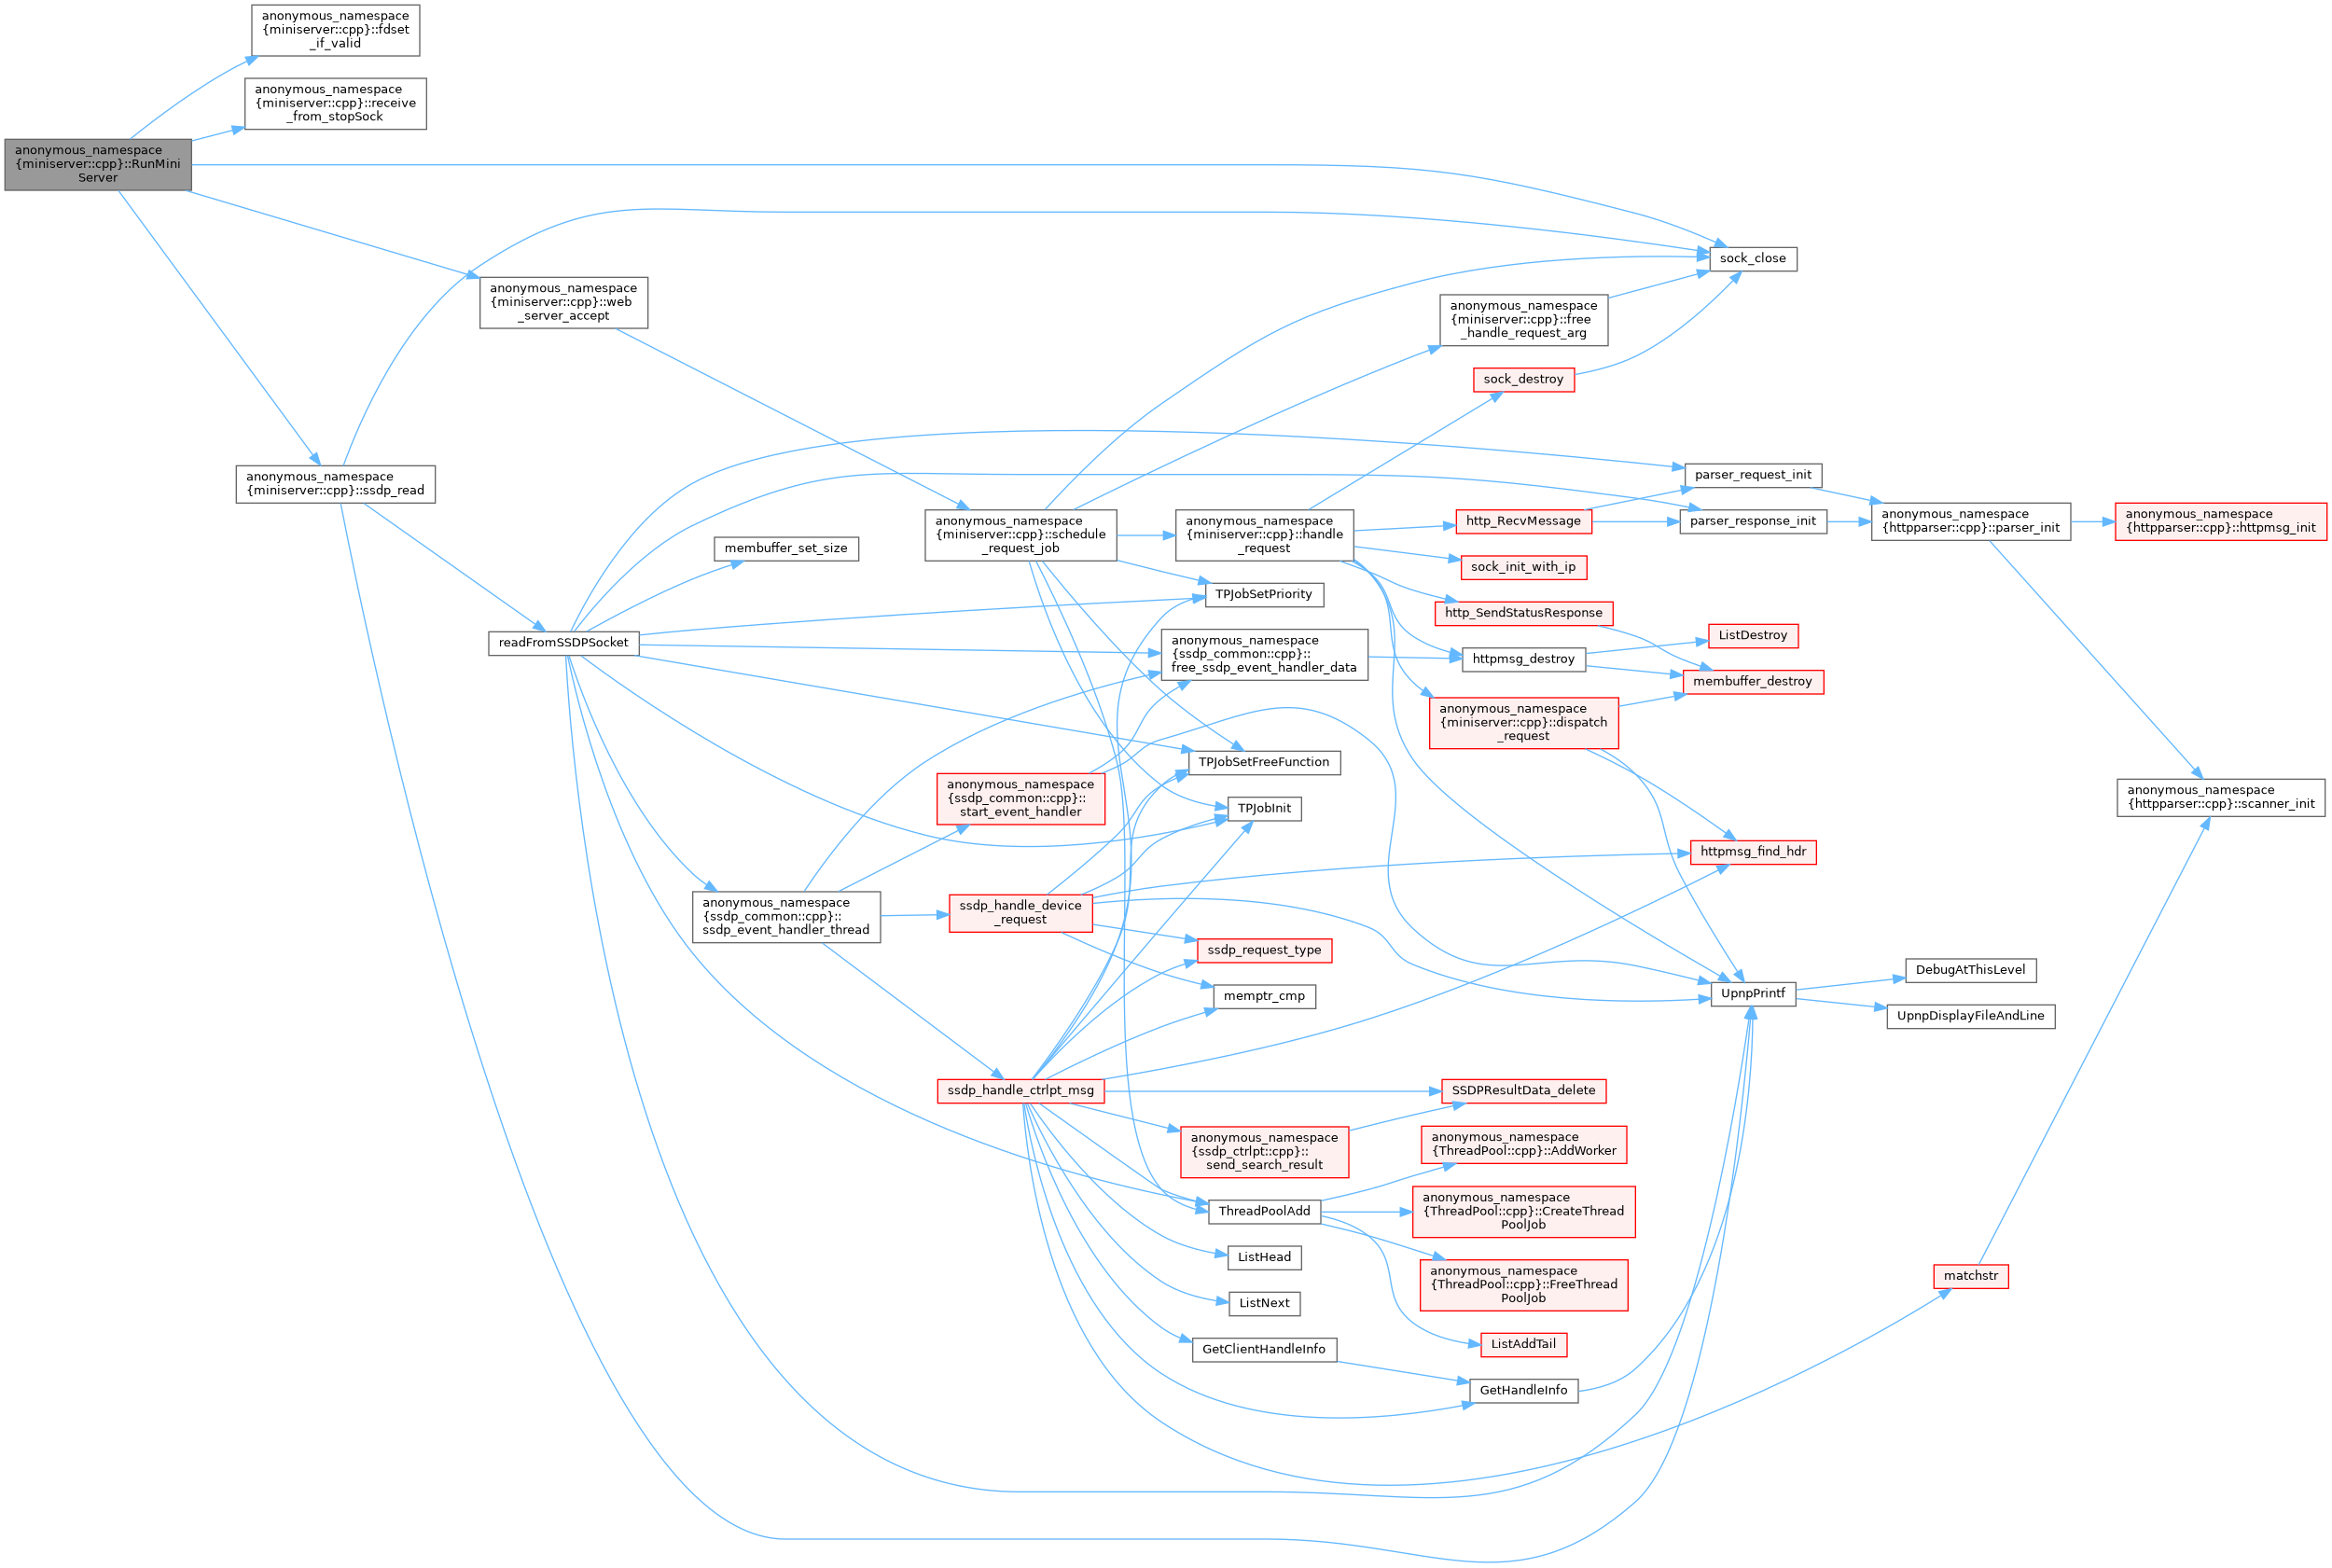 anonymous_namespace
{miniserver::cpp}::fdset
_if_valid
anonymous_namespace
{miniserver::cpp}::receive
_from_stopSock
anonymous_namespace
{miniserver::cpp}::RunMini
Server
sock_close
anonymous_namespace
{miniserver::cpp}::web
_server_accept
anonymous_namespace
{miniserver::cpp}::free
_handle_request_arg
sock_destroy
anonymous_namespace
{miniserver::cpp}::ssdp_read
parser_request_init
anonymous_namespace
{miniserver::cpp}::schedule
_request_job
anonymous_namespace
{miniserver::cpp}::handle
_request
http_RecvMessage
parser_response_init
anonymous_namespace
{httpparser::cpp}::parser_init
anonymous_namespace
{httpparser::cpp}::httpmsg_init
membuffer_set_size
sock_init_with_ip
TPJobSetPriority
http_SendStatusResponse
readFromSSDPSocket
anonymous_namespace
{ssdp_common::cpp}::
free_ssdp_event_handler_data
httpmsg_destroy
ListDestroy
membuffer_destroy
anonymous_namespace
{miniserver::cpp}::dispatch
_request
TPJobSetFreeFunction
anonymous_namespace
{ssdp_common::cpp}::
start_event_handler
TPJobInit
anonymous_namespace
{httpparser::cpp}::scanner_init
httpmsg_find_hdr
anonymous_namespace
{ssdp_common::cpp}::
ssdp_event_handler_thread
ssdp_handle_device
_request
ssdp_request_type
DebugAtThisLevel
memptr_cmp
UpnpPrintf
UpnpDisplayFileAndLine
ssdp_handle_ctrlpt_msg
SSDPResultData_delete
anonymous_namespace
{ssdp_ctrlpt::cpp}::
send_search_result
anonymous_namespace
{ThreadPool::cpp}::AddWorker
ThreadPoolAdd
anonymous_namespace
{ThreadPool::cpp}::CreateThread
PoolJob
ListHead
anonymous_namespace
{ThreadPool::cpp}::FreeThread
PoolJob
matchstr
ListNext
ListAddTail
GetClientHandleInfo
GetHandleInfo